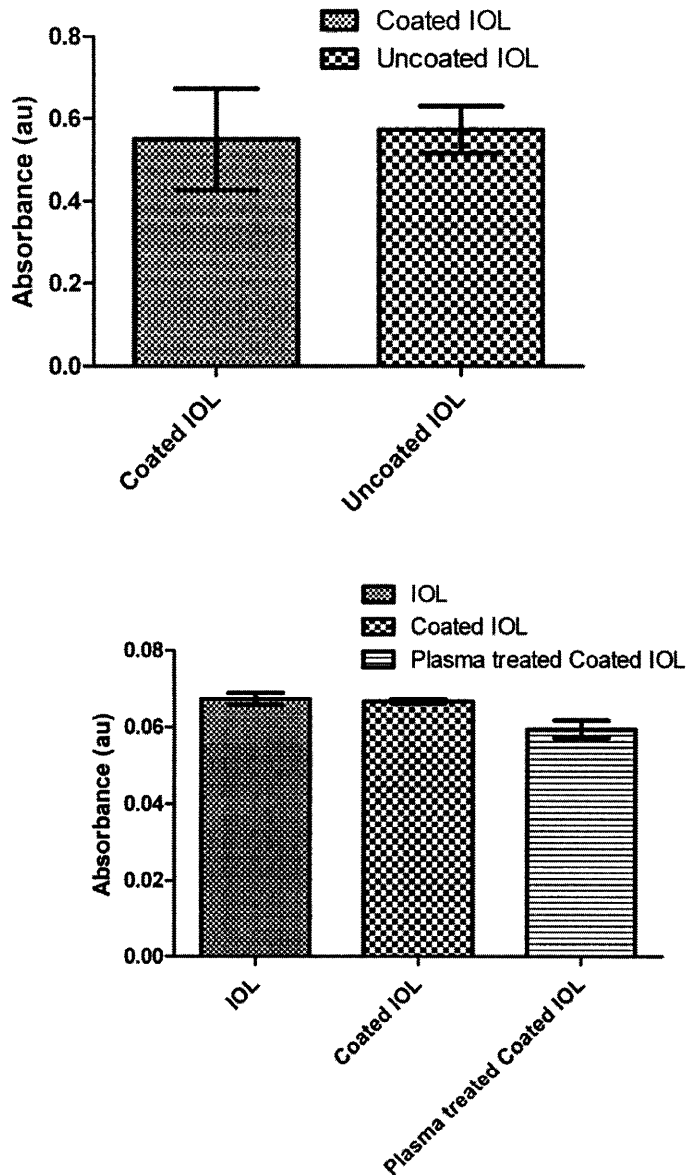 Coated IOL
Uncoated IOL
0.8
0.6
0.4
0.2
0.0
Absorbance (au)
Coated IOL
Uncoated IOL
IOL
Coated IOL
Plasma treated Coated IOL
0.08
0.06
0.04
0.02
0.00
Absorbance (au)
IOL
Coated IOL
Plasma treated Coated IOL